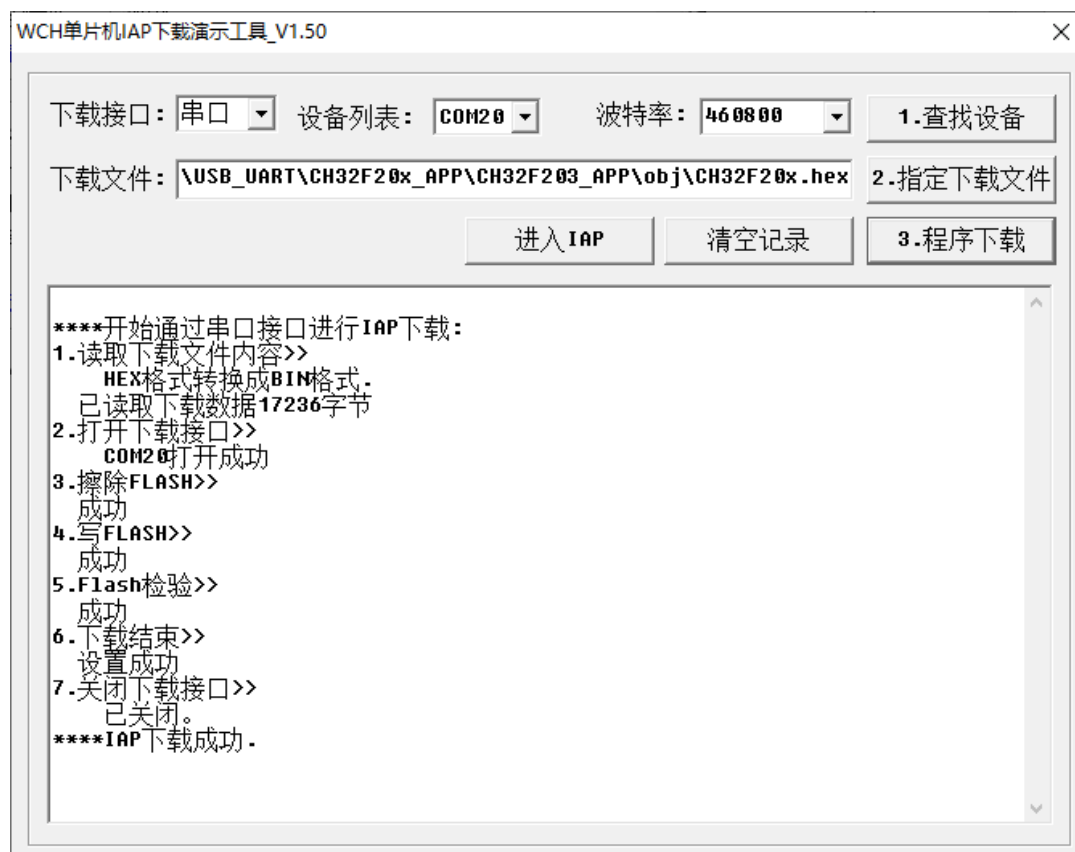 WCH单片机IAP下载演示工具_V1.50
下载接口: 串口 设备列表: COM20 波特率: 460800 1.查找设备
下载文件: \USB_UART\CH32F20x_APP\CH32F203_APP\obj\CH32F20x.hex 2.指定下载文件
进入IAP 清空记录 3.程序下载
****开始通过串口接口进行IAP下载:
1.读取下载文件内容>>
HEX格式转换成BIN格式.
已读取下载数据17236字节
2.打开下载接口>>
COM20打开成功
3.擦除FLASH>>
成功
4.写FLASH>>
成功
5.Flash检验>>
成功
6.下载结束>>
设置成功
7.关闭下载接口>>
已关闭。
****IAP下载成功.